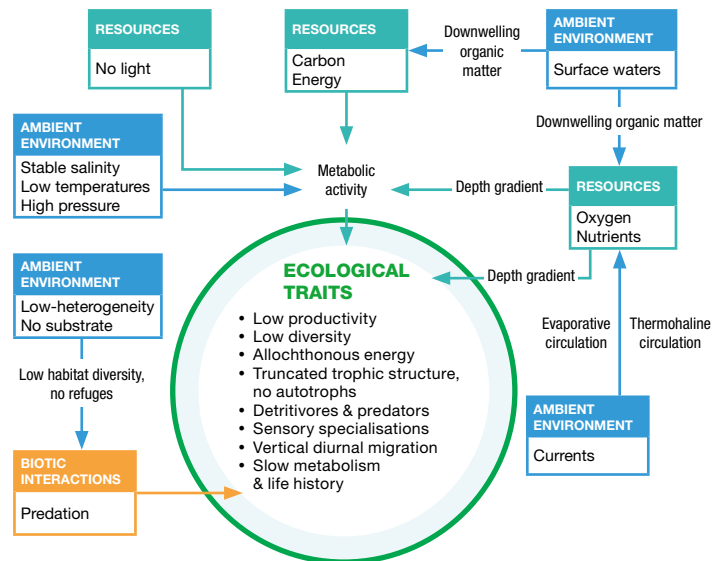 RESOURCES
No light
RESOURCES
Carbon
Energy
Downwelling
organic
matter
AMBIENT
ENVIRONMENT
Surface waters
Downwelling organic matter
AMBIENT
ENVIRONMENT
Stable salinity
Low temperatures
High pressure
Metabolic
activity
Depth gradient
RESOURCES
Oxygen
Nutrients
AMBIENT
ENVIRONMENT
Low-heterogeneity
No substrate
Low habitat diversity,
no refuges
BIOTIC
INTERACTIONS
Predation
ECOLOGICAL
TRAITS
• Low productivity
• Low diversity
• Allochthonous energy
• Truncated trophic structure,
no autotrophs
• Detritivores & predators
• Sensory specialisations
• Vertical diurnal migration
• Slow metabolism
& life history
Depth gradient
Evaporative
circulation
Thermohaline
circulation
AMBIENT
ENVIRONMENT
Currents